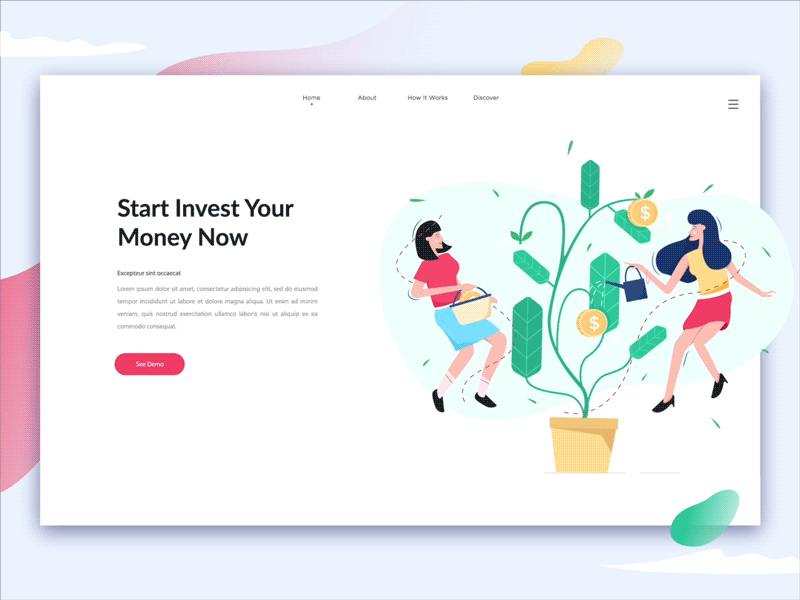 Home About How It Works Discover
Start Invest Your
Money Now
Excepteur sint occaecat
Lorem ipsum dolor sit amet, consectetur adipisicing elit, sed do eiusmod
tempor incididunt ut labore et dolore magna aliqua. Ut enim ad minim
veniam, quis nostrud exercitation ullamco laboris nisi ut aliquip ex ea
commodo consequat.
See Demo
$
$